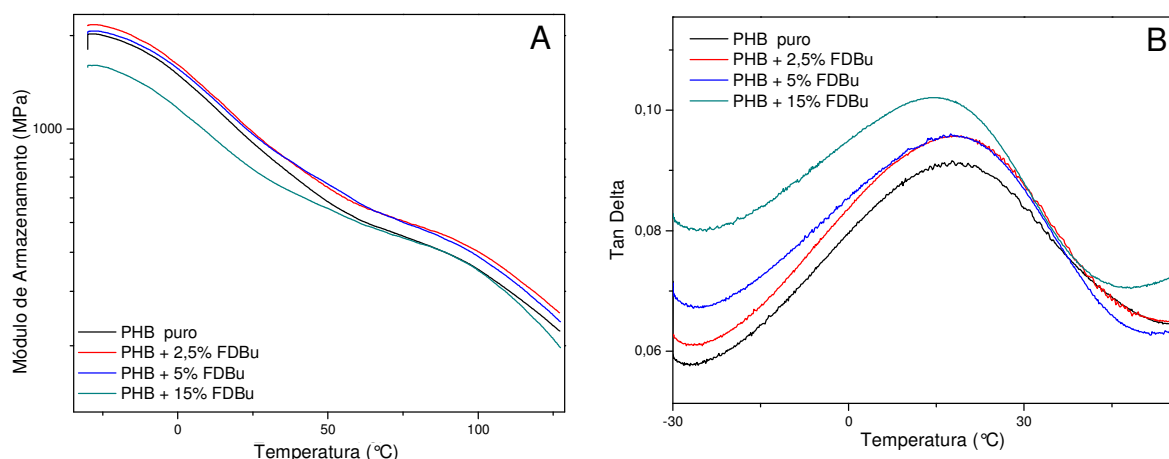 A
Módulo de Armazenamento (MPa)
1000
PHB puro
PHB + 2,5% FDBu
PHB + 5% FDBu
PHB + 15% FDBu
0
50
100
Temperatura (°C)
B
PHB puro
PHB + 2,5% FDBu
PHB + 5% FDBu
PHB + 15% FDBu
Tan Delta
0,10
0,08
0,06
-30
0
30
Temperatura (°C)